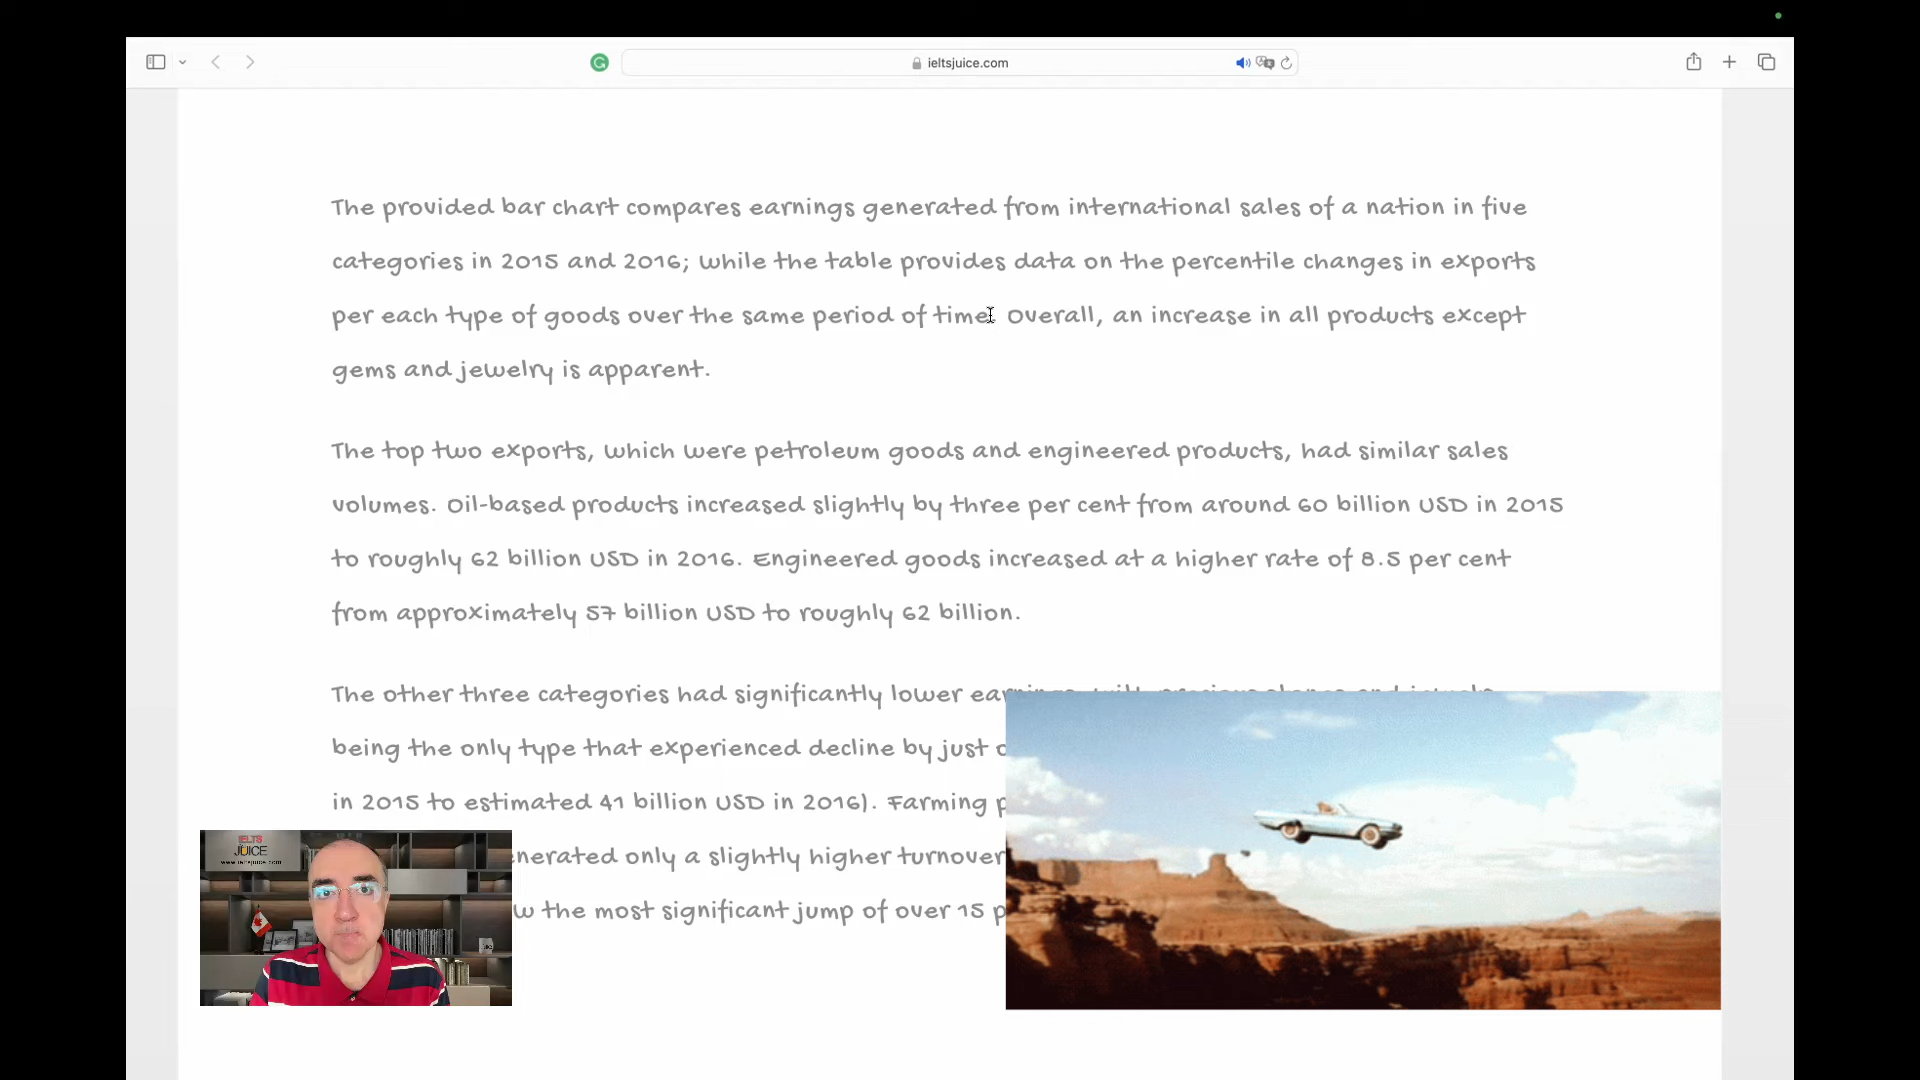 ieltsjuice.com
The provided bar chart compares earnings generated from international sales of a nation in five
categories in 2015 and 2016; while the table provides data on the percentile changes in exports
per each type of goods over the same period of time. Overall, an increase in all products except
gems and jewelry is apparent.
The top two exports, which were petroleum goods and engineered products, had similar sales
volumes. Oil-based products increased slightly by three per cent from around 60 billion USD in 2015
to roughly 62 billion USD in 2016. Engineered goods increased at a higher rate of 8.5 per cent
from approximately 57 billion USD to roughly 62 billion.
The other three categories had significantly lower
being the only type that experienced decline by just
in 2015 to estimated 41 billion USD in 2016). Farming
only a slightly higher turnover
the most significant jump of over 15
IELTS
JUICE
www.ieltsjuice.com